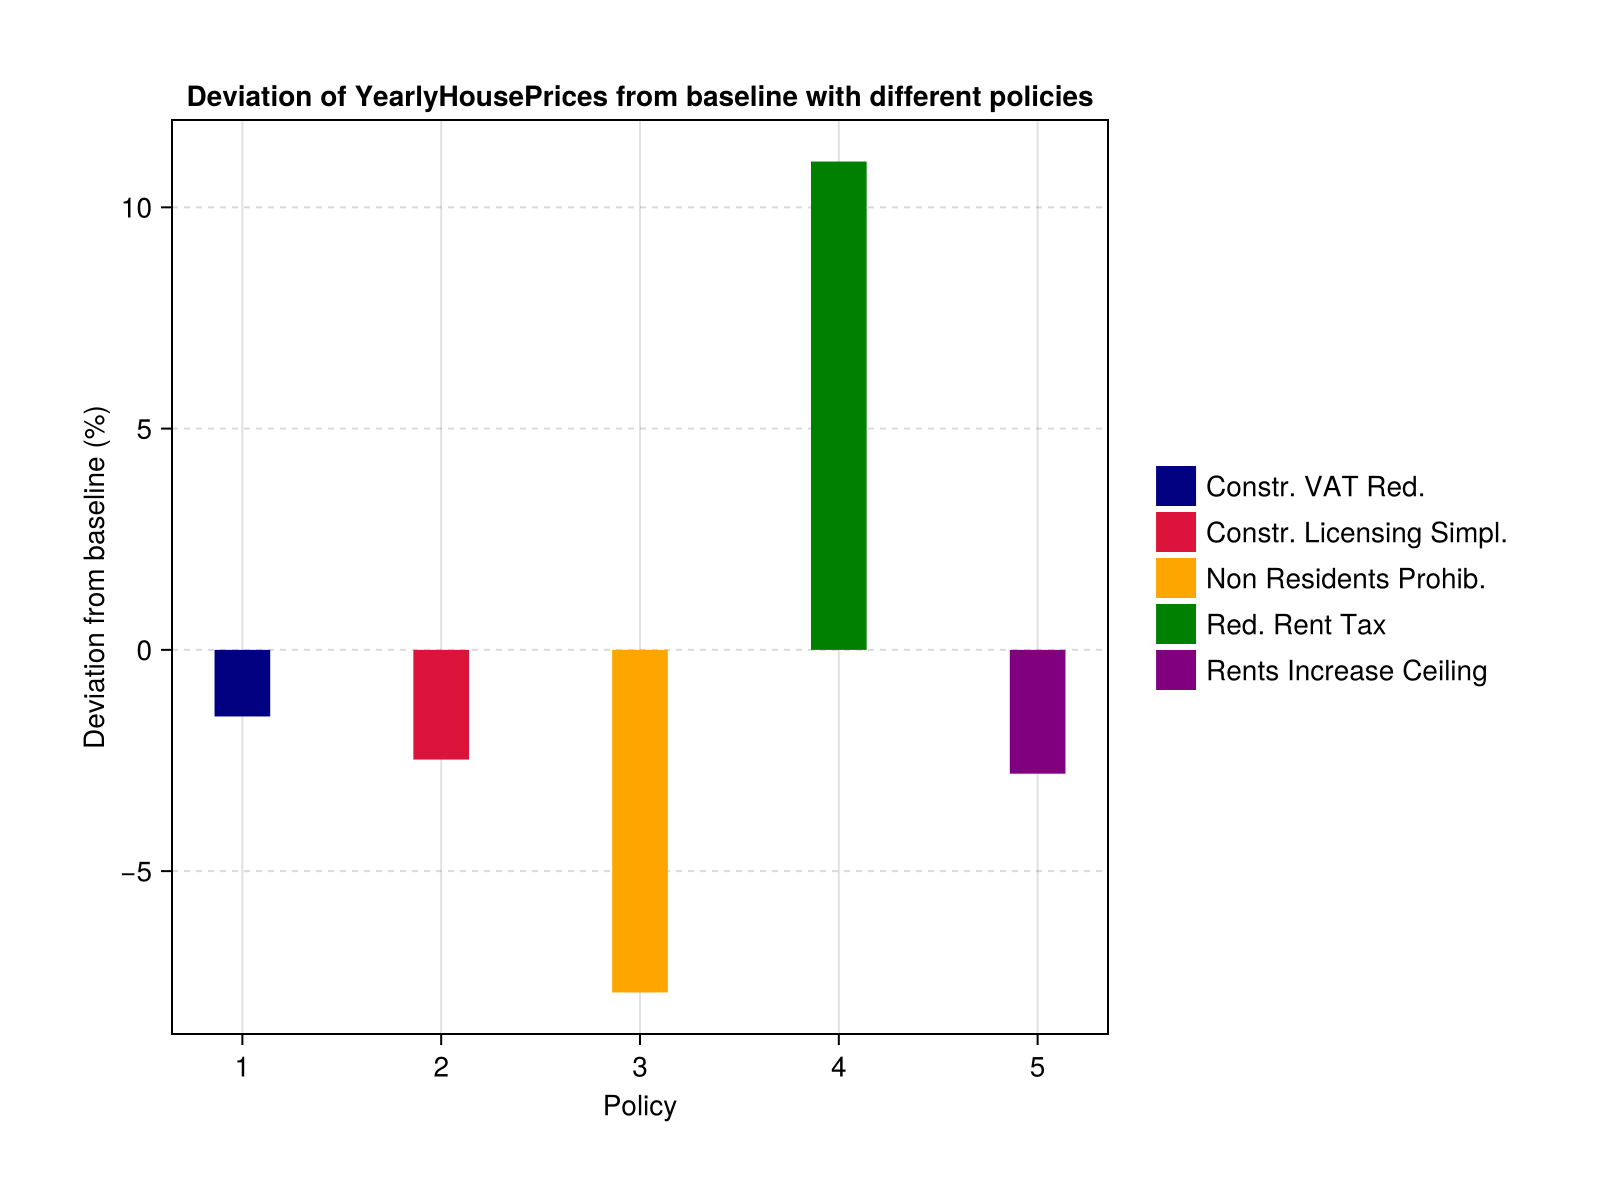 Deviation of YearlyHousePrices from baseline with different policies
Deviation from baseline (%)
10
5
0
−5
1 2 3 4 5
Policy
Constr. VAT Red.
Constr. Licensing Simpl.
Non Residents Prohib.
Red. Rent Tax
Rents Increase Ceiling